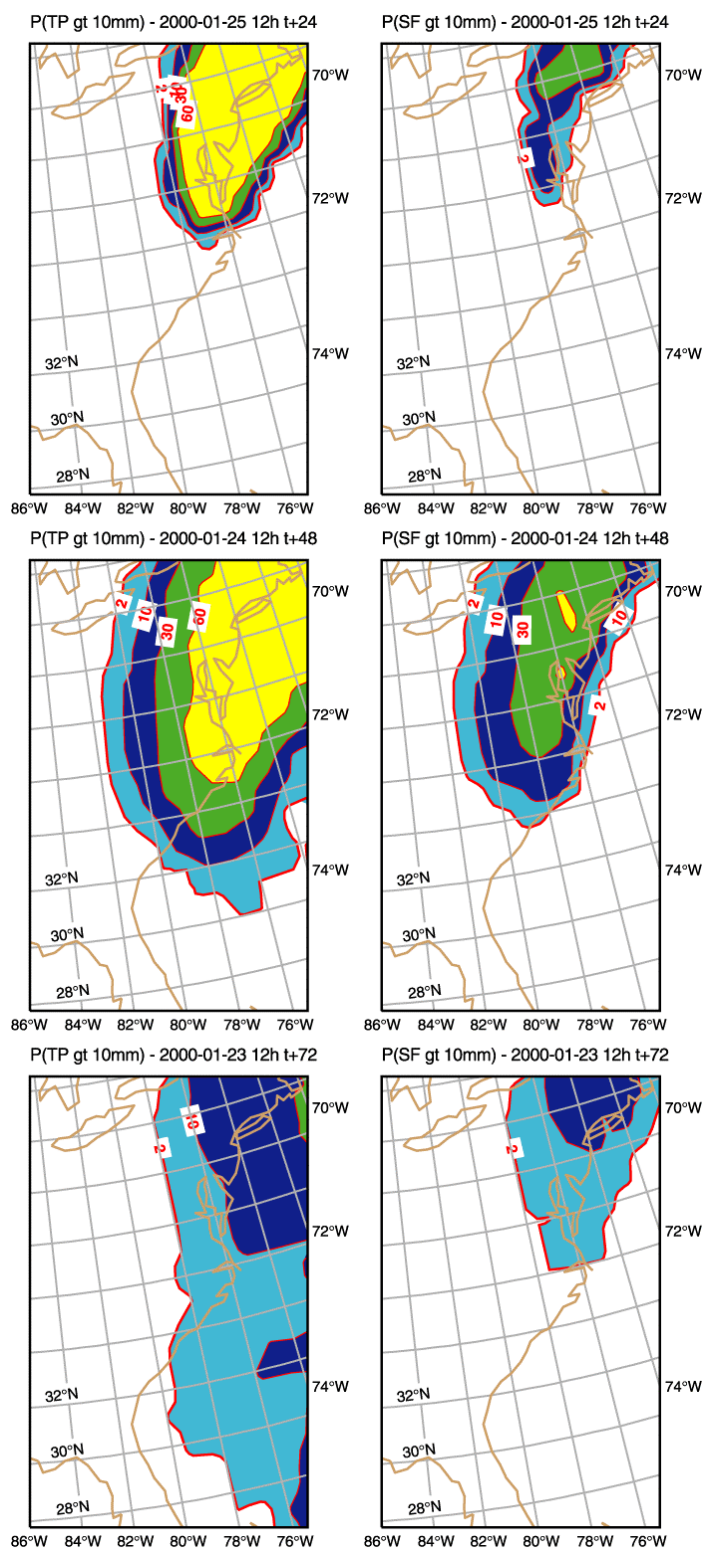 P(TP gt 10mm) - 2000-01-25 12h t+24
P(SF gt 10mm) - 2000-01-25 12h t+24
2 10 30 60
70°W
72°W
74°W
32°N
30°N
28°N
86°W 84°W 82°W 80°W 78°W 76°W
2
70°W
72°W
74°W
32°N
30°N
28°N
86°W 84°W 82°W 80°W 78°W 76°W
P(TP gt 10mm) - 2000-01-24 12h t+48
P(SF gt 10mm) - 2000-01-24 12h t+48
2 10 30 60
70°W
72°W
74°W
32°N
30°N
28°N
86°W 84°W 82°W 80°W 78°W 76°W
2 10 30 10
2
70°W
72°W
74°W
32°N
30°N
28°N
86°W 84°W 82°W 80°W 78°W 76°W
P(TP gt 10mm) - 2000-01-23 12h t+72
P(SF gt 10mm) - 2000-01-23 12h t+72
10
2
70°W
72°W
74°W
32°N
30°N
28°N
86°W 84°W 82°W 80°W 78°W 76°W
2
70°W
72°W
74°W
32°N
30°N
28°N
86°W 84°W 82°W 80°W 78°W 76°W